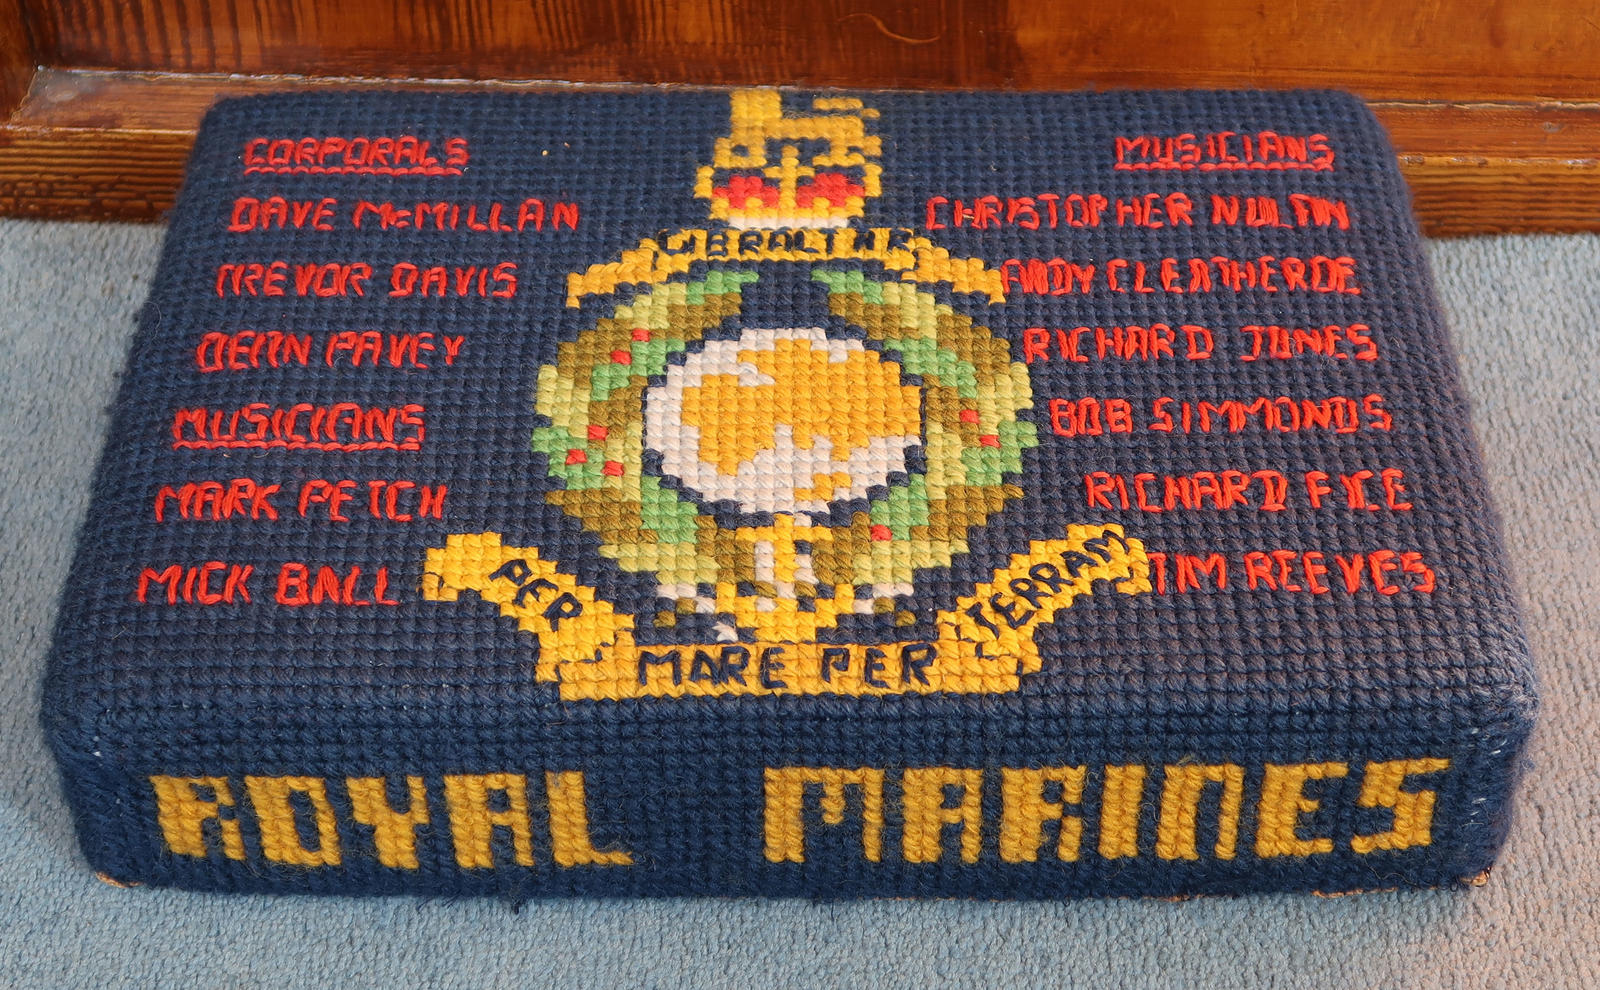 CORPORALS
DAVE McMILLAN
TREVOR DAVIS
DEAN PAVEY
MUSICIANS
MARK PETCH
MICK BALL
GIBRALTAR
PER MARE PER TERRAM
MUSICIANS
CHRISTOPHER NOLAN
ANDY CLEATHEROE
RICHARD JONES
BOB SIMMONDS
RICHARD FICE
TIM REEVES
ROYAL MARINES